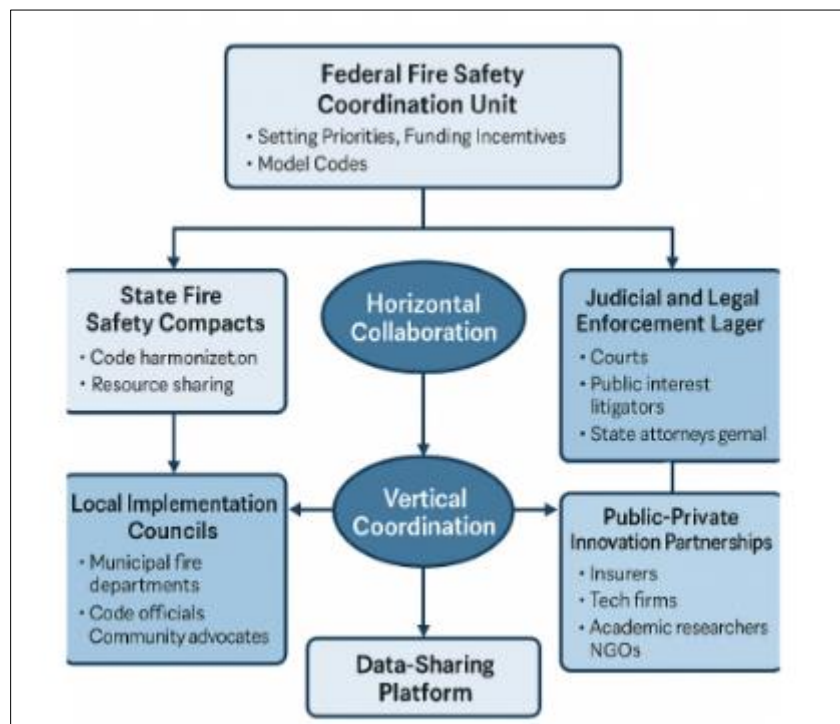 Federal Fire Safety
Coordination Unit
• Setting Priorities, Funding Incemtives
• Model Codes
State Fire
Safety Compacts
• Code harmonizet.on
• Resource sharing
Horizontal
Collaboration
Judicial and Legal
Enforcement Lager
• Courts
• Public interest
litigators
• State attorneys gemal
Local Implementation
Councils
• Municipal fire
departments
• Code officials
Community advocates
Vertical
Coordination
Public-Private
Innovation Partnerships
• Insurers
• Tech firms
• Academic researchers
NGOs
Data-Sharing
Platform